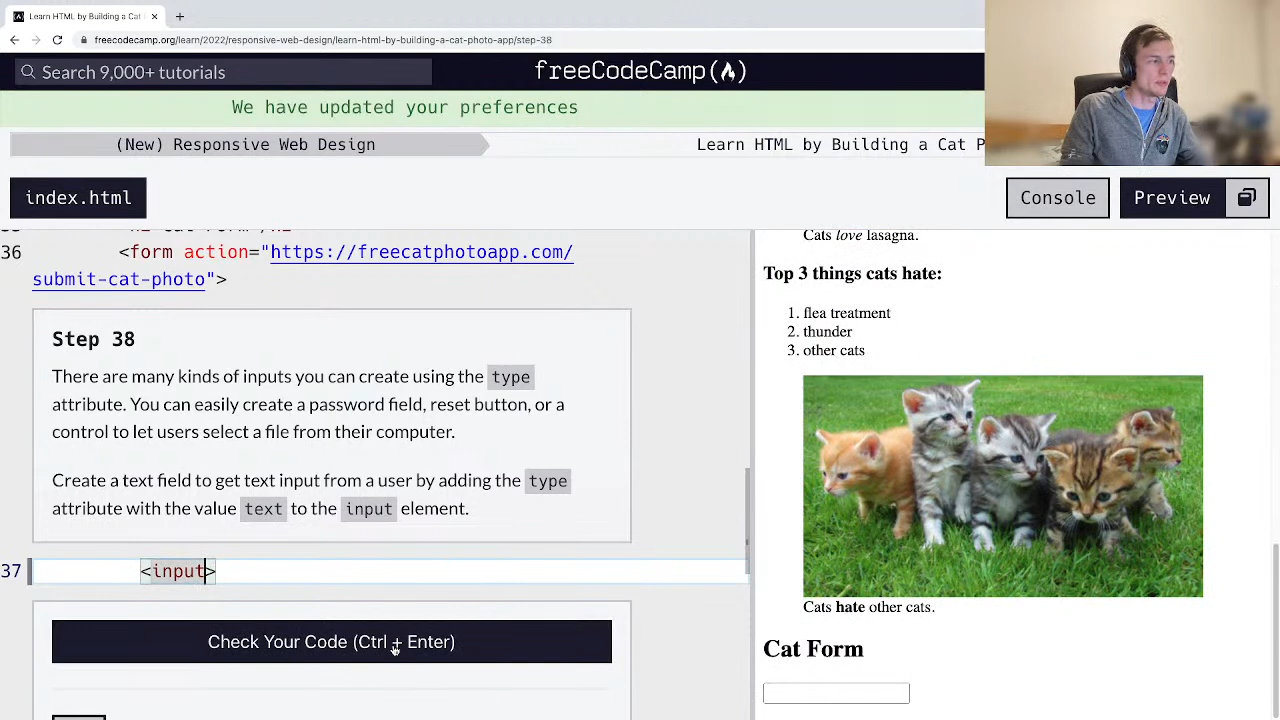 Learn HTML by Building a Cat
freecodecamp.org/learn/2022/responsive-web-design/learn-html-by-building-a-cat-photo-app/step-38
Search 9,000+ tutorials
freeCodeCamp
We have updated your preferences
(New) Responsive Web Design
Learn HTML by Building a Cat P
index.html
Console
Preview
36 <form action="https://freecatphotoapp.com/
submit-cat-photo">
Step 38
There are many kinds of inputs you can create using the type
attribute. You can easily create a password field, reset button, or a
control to let users select a file from their computer.
Create a text field to get text input from a user by adding the type
attribute with the value text to the input element.
37 <input>
Check Your Code (Ctrl + Enter)
Cats love lasagna.
Top 3 things cats hate:
1. flea treatment
2. thunder
3. other cats
Cats hate other cats.
Cat Form